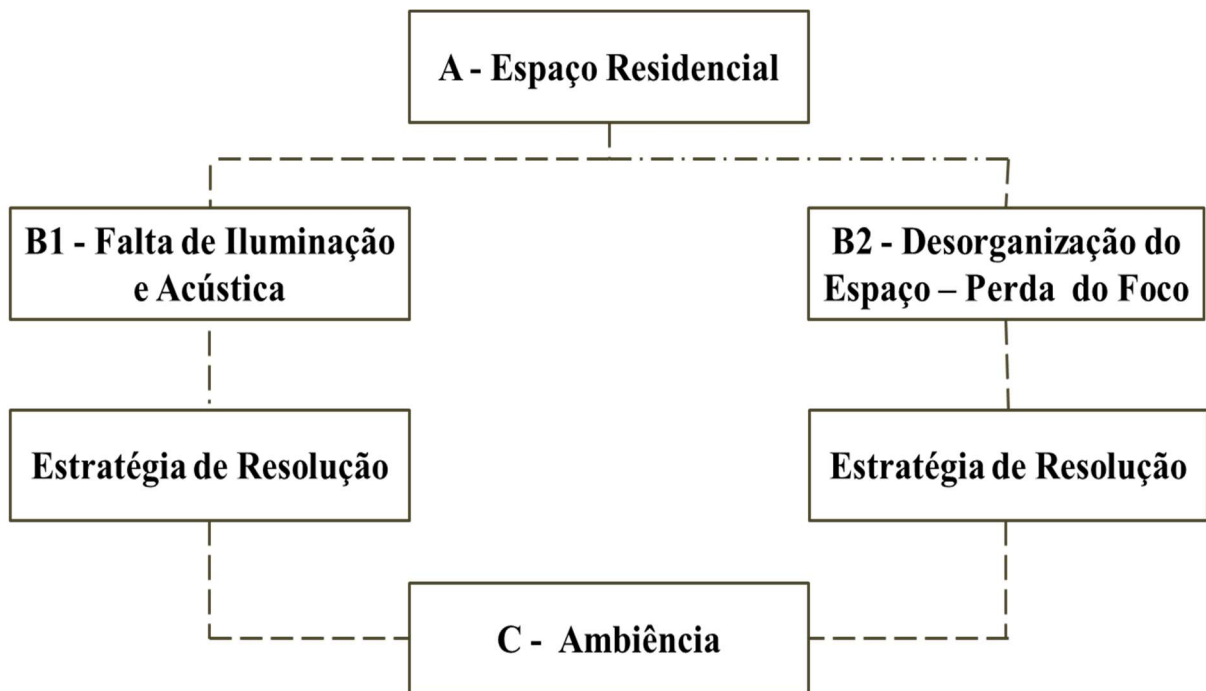 A - Espaço Residencial
B1 - Falta de Iluminação
e Acústica
B2 - Desorganização do
Espaço – Perda do Foco
Estratégia de Resolução
Estratégia de Resolução
C - Ambiência